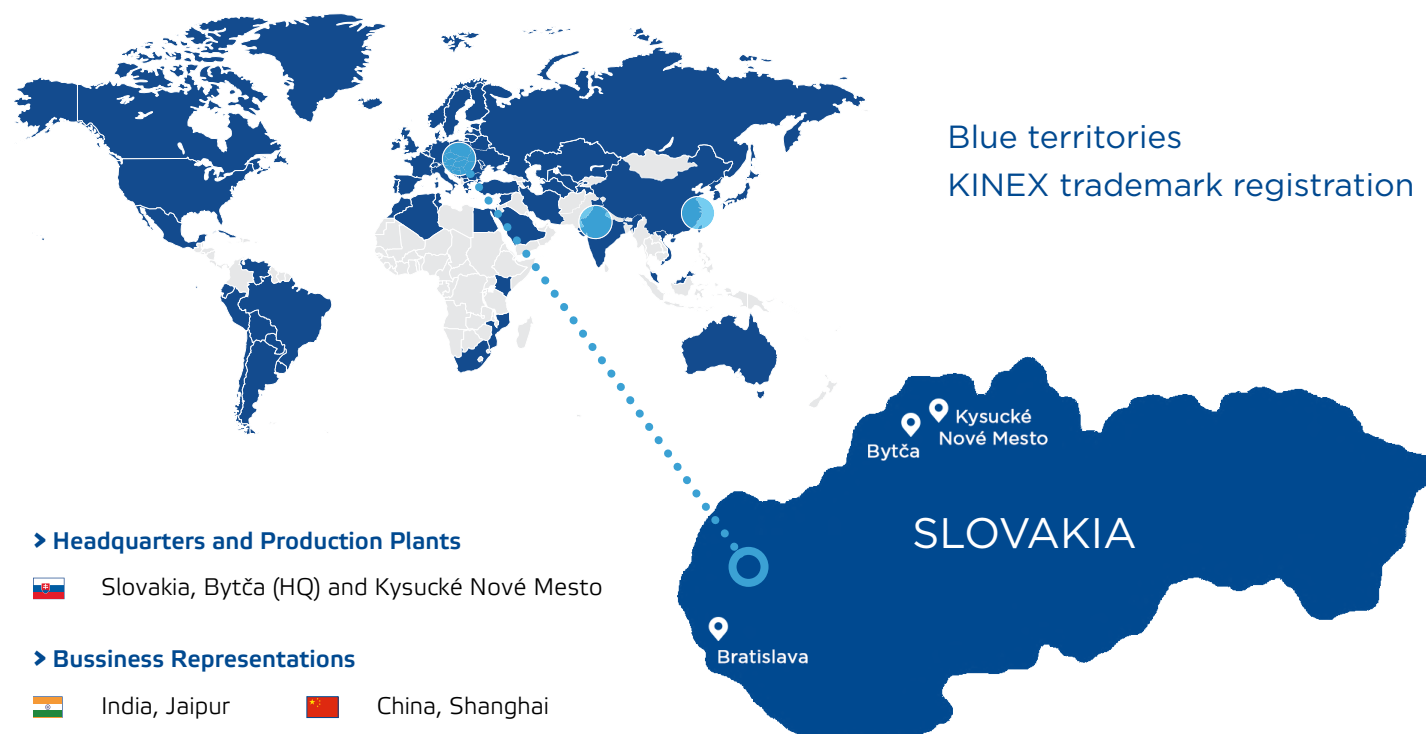 Blue territories
KINEX trademark registration
Kysucké
Nové Mesto
Bytča
SLOVAKIA
Bratislava
> Headquarters and Production Plants
Slovakia, Bytča (HQ) and Kysucké Nové Mesto
> Bussiness Representations
India, Jaipur
China, Shanghai